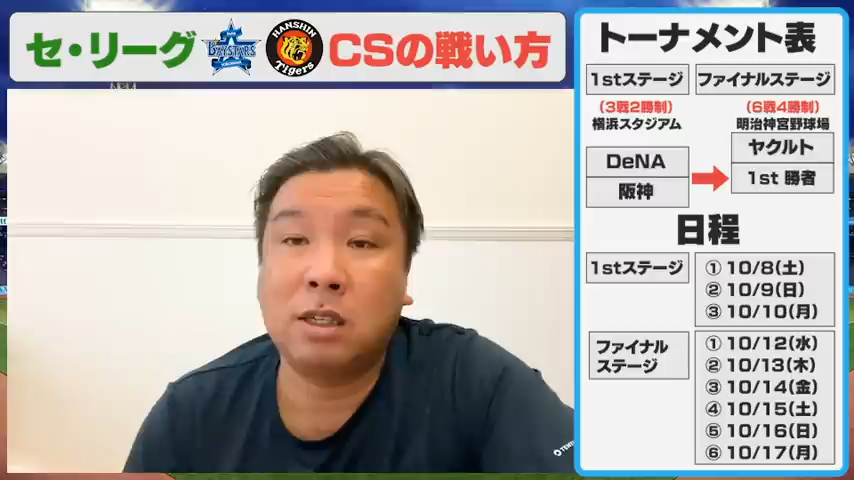 セ・リーグ
BAYSTARS
HANSHIN
Tigers
CSの戦い方
トーナメント表
1stステージ
ファイナルステージ
(3戦2勝制)
(6戦4勝制)
横浜スタジアム
明治神宮野球場
DeNA
阪神
ヤクルト
1st 勝者
日程
1stステージ
① 10/8(土)
② 10/9(日)
③ 10/10(月)
ファイナル
ステージ
① 10/12(水)
② 10/13(木)
③ 10/14(金)
④ 10/15(土)
⑤ 10/16(日)
⑥ 10/17(月)